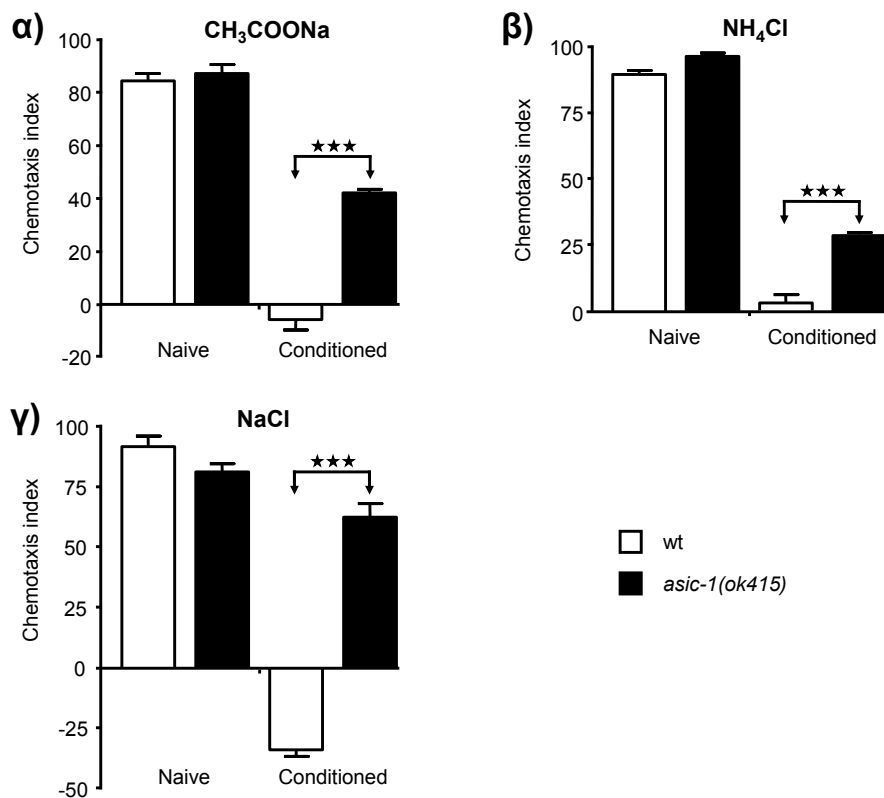 α)
CH₃COONa
100
80
60
40
20
0
-20
Chemotaxis index
★★★
Naive
Conditioned
β)
NH₄Cl
100
75
50
25
0
Chemotaxis index
★★★
Naive
Conditioned
γ)
NaCl
100
75
50
25
0
-25
-50
Chemotaxis index
★★★
Naive
Conditioned
wt
asic-1(ok415)